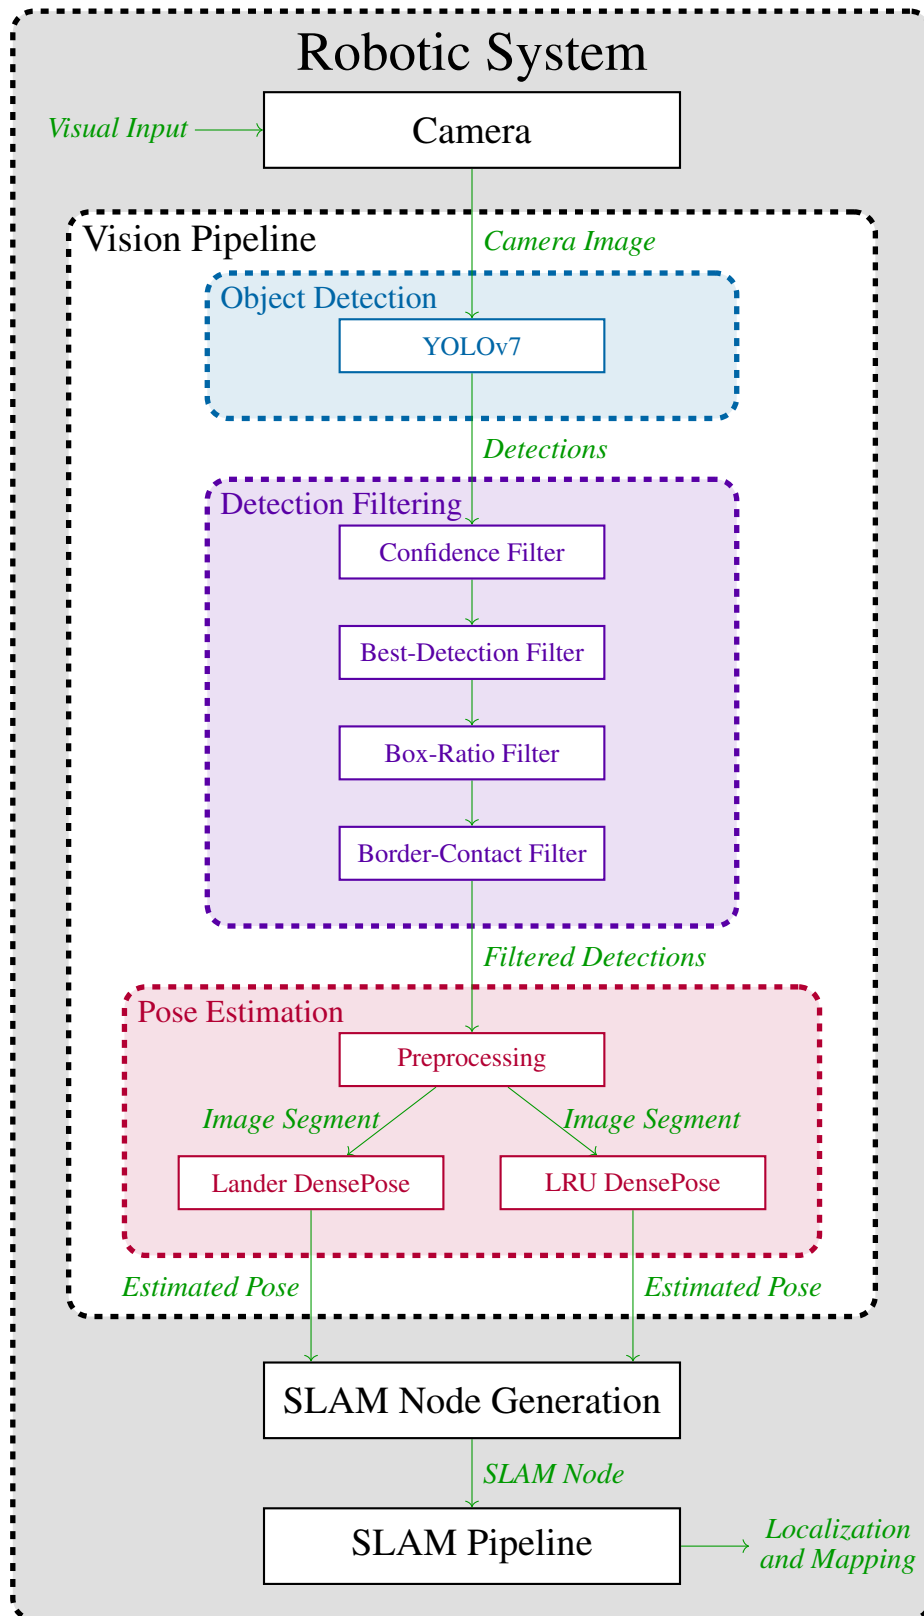 Robotic System
Visual Input
Camera
Vision Pipeline
Camera Image
Object Detection
YOLOv7
Detections
Detection Filtering
Confidence Filter
Best-Detection Filter
Box-Ratio Filter
Border-Contact Filter
Filtered Detections
Pose Estimation
Preprocessing
Image Segment
Image Segment
Lander DensePose
LRU DensePose
Estimated Pose
Estimated Pose
SLAM Node Generation
SLAM Node
SLAM Pipeline
Localization
and Mapping